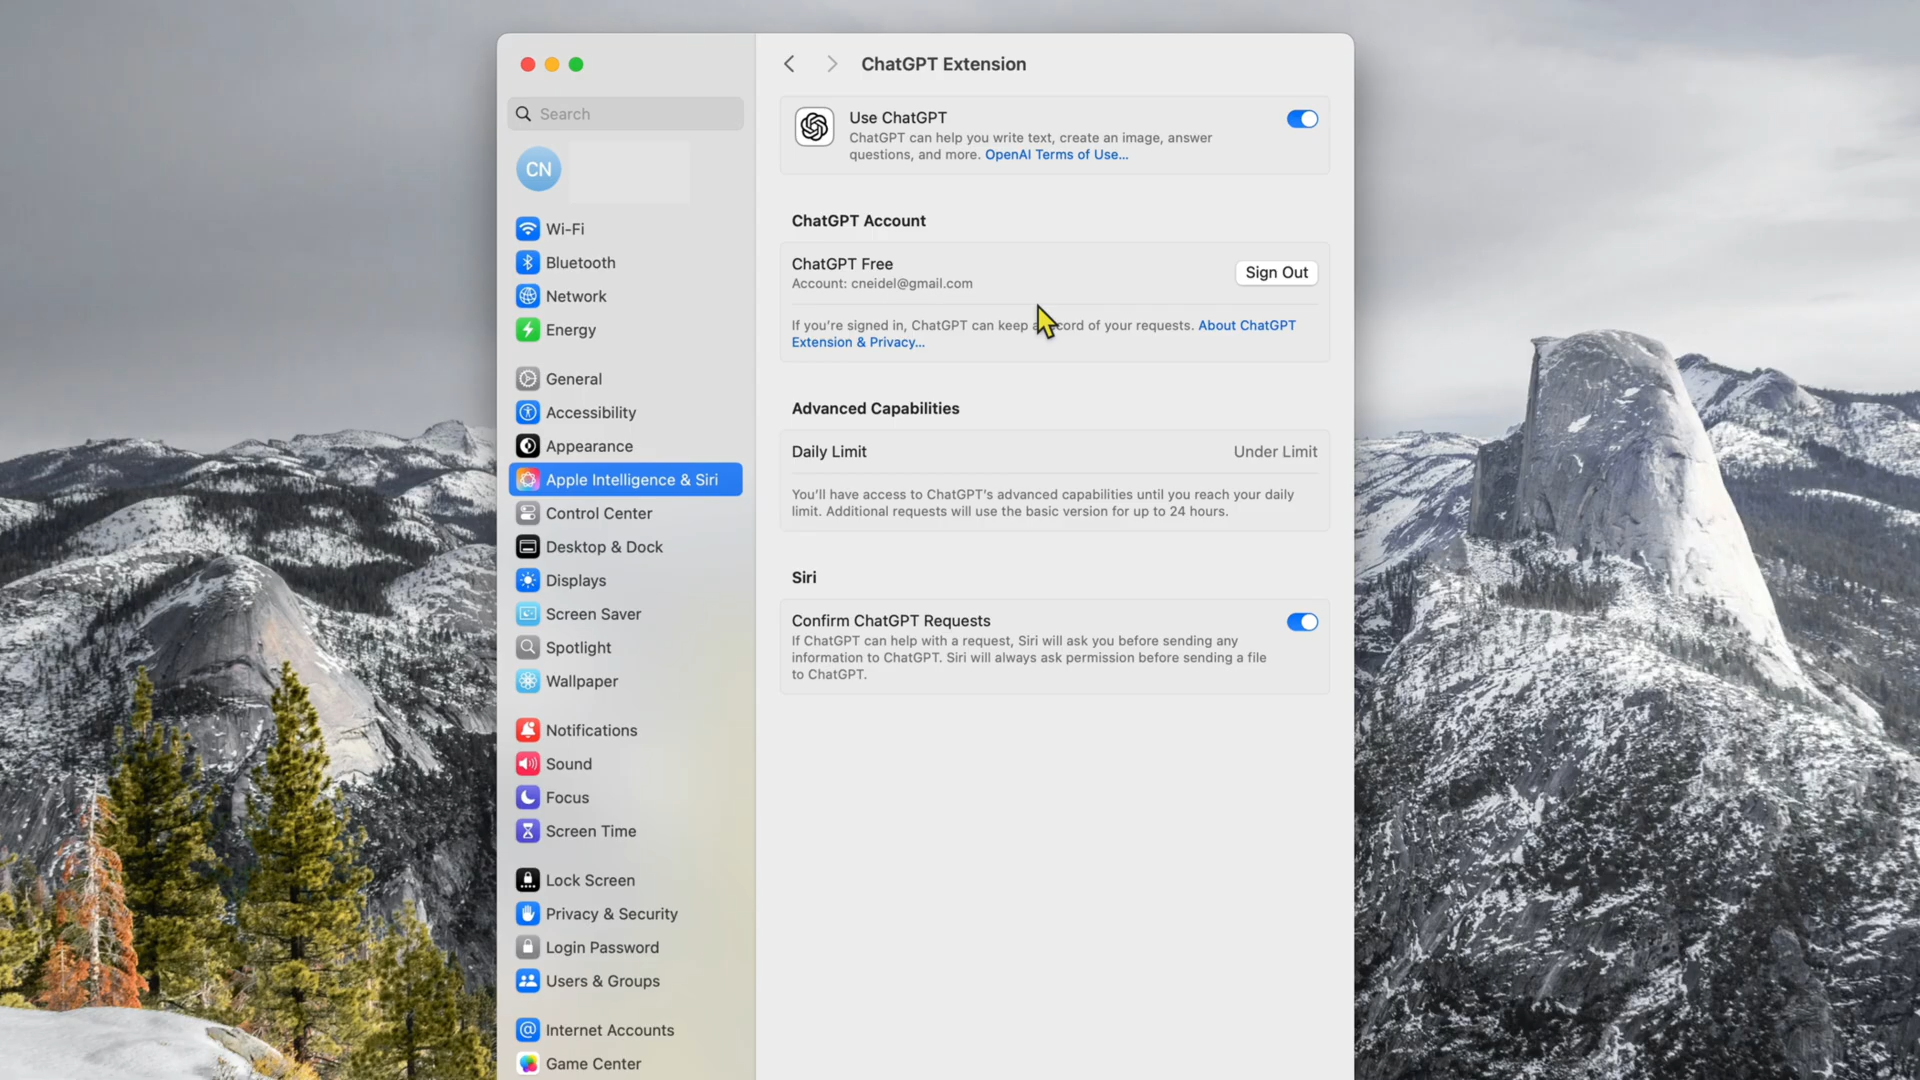 ChatGPT Extension
Search
CN
Wi-Fi
Bluetooth
Network
Energy
General
Accessibility
Appearance
Apple Intelligence & Siri
Control Center
Desktop & Dock
Displays
Screen Saver
Spotlight
Wallpaper
Notifications
Sound
Focus
Screen Time
Lock Screen
Privacy & Security
Login Password
Users & Groups
Internet Accounts
Game Center
Use ChatGPT
ChatGPT can help you write text, create an image, answer
questions, and more. OpenAI Terms of Use...
ChatGPT Account
ChatGPT Free
Account: cneidel@gmail.com
Sign Out
If you're signed in, ChatGPT can keep a record of your requests. About ChatGPT
Extension & Privacy...
Advanced Capabilities
Daily Limit
Under Limit
You'll have access to ChatGPT's advanced capabilities until you reach your daily
limit. Additional requests will use the basic version for up to 24 hours.
Siri
Confirm ChatGPT Requests
If ChatGPT can help with a request, Siri will ask you before sending any
information to ChatGPT. Siri will always ask permission before sending a file
to ChatGPT.